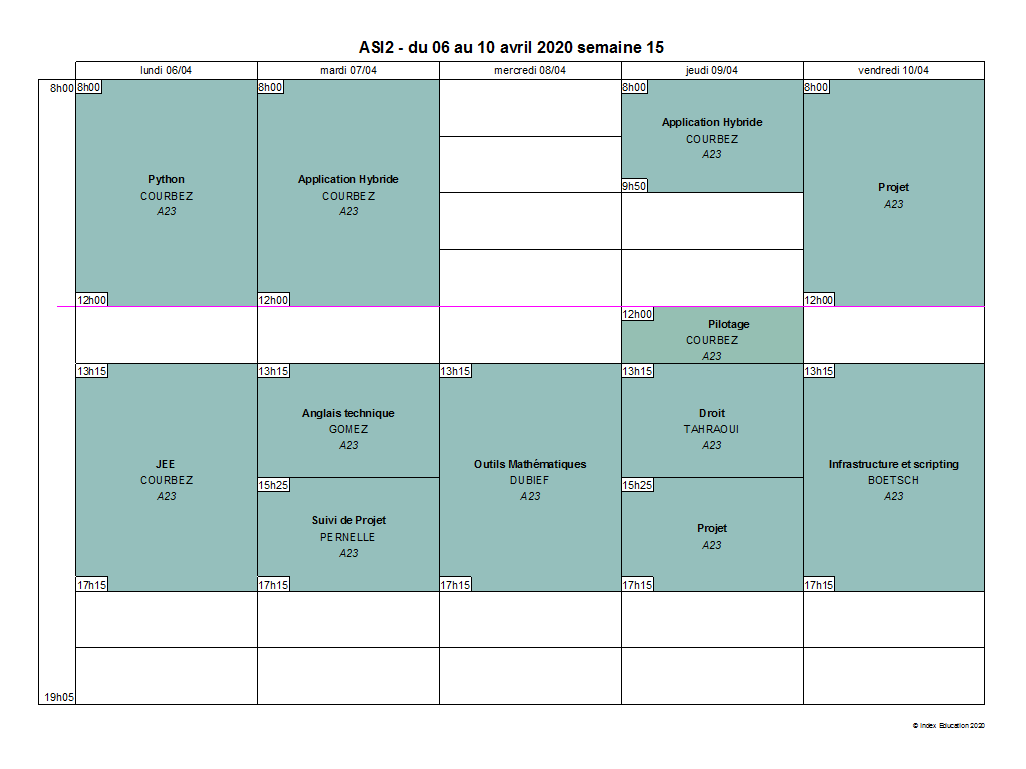 ASI2 - du 06 au 10 avril 2020 semaine 15
lundi 06/04
mardi 07/04
mercredi 08/04
jeudi 09/04
vendredi 10/04
8h00
8h00
Python
COURBEZ
A23
12h00
13h15
JEE
COURBEZ
A23
17h15
8h00
Application Hybride
COURBEZ
A23
12h00
13h15
Anglais technique
GOMEZ
A23
15h25
Suivi de Projet
PERNELLE
A23
17h15
13h15
Outils Mathématiques
DUBIEF
A23
17h15
8h00
Application Hybride
COURBEZ
A23
9h50
12h00
Pilotage
COURBEZ
A23
13h15
Droit
TAHRAOUI
A23
15h25
Projet
A23
17h15
8h00
Projet
A23
12h00
13h15
Infrastructure et scripting
BOETSCH
A23
17h15
19h05
© Index Education 2020